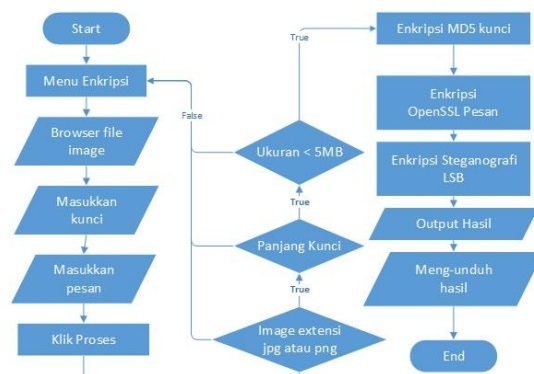 Start
Menu Enkripsi
Browser file
image
Masukkan
kunci
Masukkan
pesan
Klik Proses
Image extensi
jpg atau png
True
Panjang Kunci
True
Ukuran < 5MB
False
True
Enkripsi MD5 kunci
Enkripsi
OpenSSL Pesan
Enkripsi Steganografi
LSB
Output Hasil
Meng-unduh
hasil
End